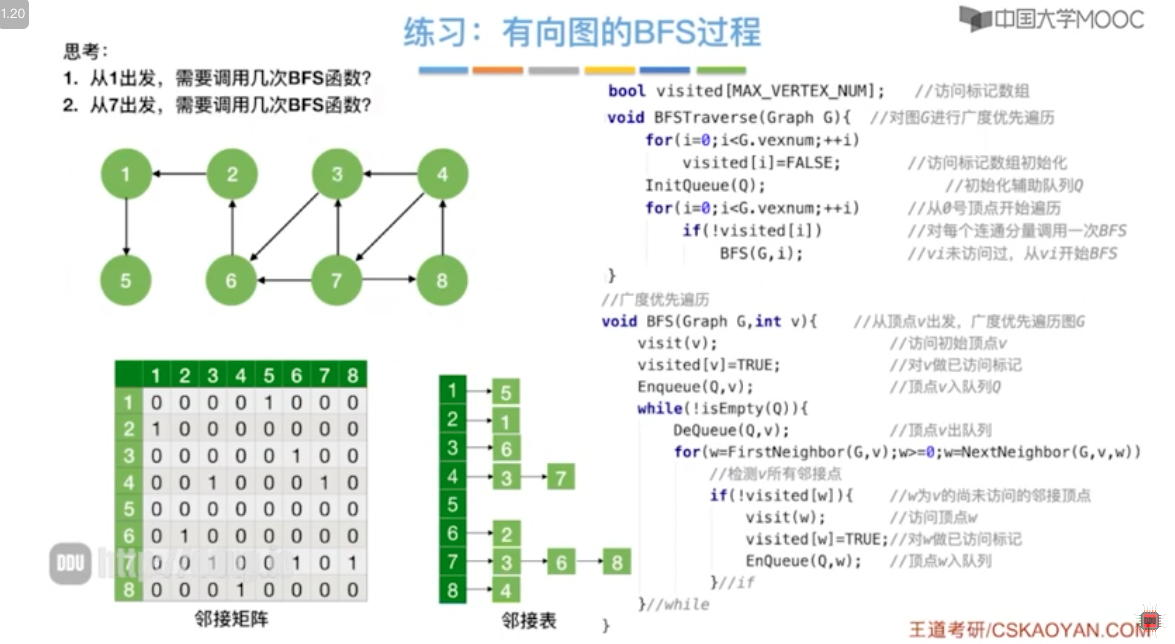 1.20
练习：有向图的BFS过程
中国大学MOOC
思考：
1. 从1出发，需要调用几次BFS函数？
2. 从7出发，需要调用几次BFS函数？
1 2 3 4
5 6 7 8
1 2 3 4 5 6 7 8
1 0 0 0 0 1 0 0 0
2 1 0 0 0 0 0 0 0
3 0 0 0 0 0 1 0 0
4 0 0 1 0 0 0 1 0
5 0 0 0 0 0 0 0 0
6 0 1 0 0 0 0 0 0
7 0 0 1 0 0 1 0 1
8 0 0 0 1 0 0 0 0
邻接矩阵
1 5
2 1
3 6
4 3 7
5
6 2
7 3 6 8
8 4
邻接表
bool visited[MAX_VERTEX_NUM]; //访问标记数组
void BFSTraverse(Graph G){ //对图G进行广度优先遍历
for(i=0;i<G.vexnum;++i)
visited[i]=FALSE; //访问标记数组初始化
InitQueue(Q); //初始化辅助队列Q
for(i=0;i<G.vexnum;++i) //从0号顶点开始遍历
if(!visited[i]) //对每个连通分量调用一次BFS
BFS(G,i); //vi未访问过，从vi开始BFS
}
//广度优先遍历
void BFS(Graph G,int v){ //从顶点v出发，广度优先遍历图G
visit(v); //访问初始顶点v
visited[v]=TRUE; //对v做已访问标记
Enqueue(Q,v); //顶点v入队列Q
while(!isEmpty(Q)){
DeQueue(Q,v); //顶点v出队列
for(w=FirstNeighbor(G,v);w>=0;w=NextNeighbor(G,v,w))
//检测v所有邻接点
if(!visited[w]){ //w为v的尚未访问的邻接顶点
visit(w); //访问顶点w
visited[w]=TRUE;//对w做已访问标记
EnQueue(Q,w); //顶点w入队列
}//if
}//while
}
DDU
王道考研/CSKAOYAN.COM